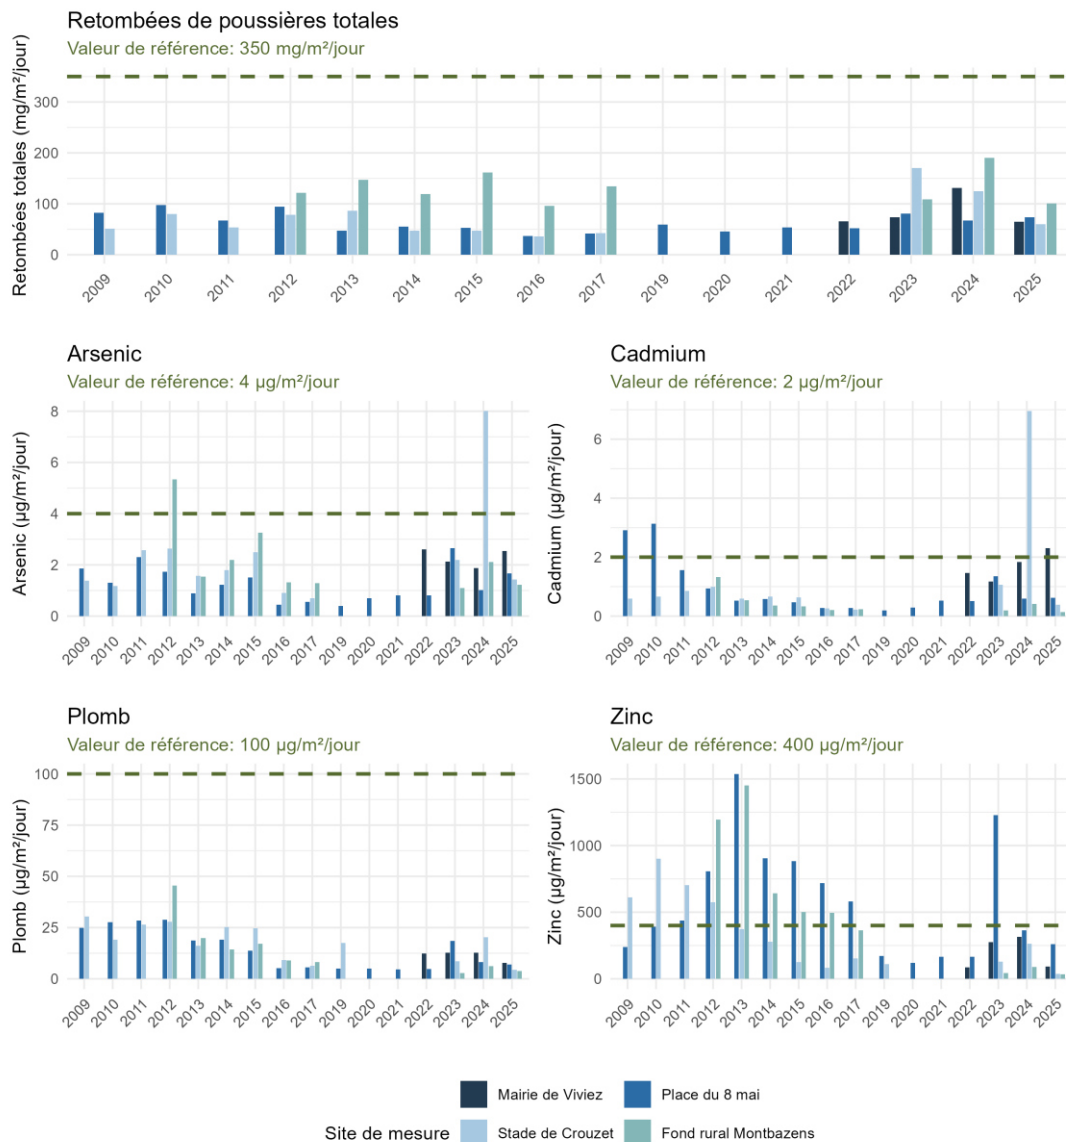 Retombées de poussières totales
Valeur de référence: 350 mg/m²/jour
Retombées totales (mg/m²/jour)
300
200
100
0
2009 2010 2011 2012 2013 2014 2015 2016 2017 2019 2020 2021 2022 2023 2024 2025
Arsenic
Valeur de référence: 4 µg/m²/jour
Arsenic (µg/m²/jour)
8
6
4
2
0
2009 2010 2011 2012 2013 2014 2015 2016 2017 2019 2020 2021 2022 2023 2024 2025
Cadmium
Valeur de référence: 2 µg/m²/jour
Cadmium (µg/m²/jour)
6
4
2
0
2009 2010 2011 2012 2013 2014 2015 2016 2017 2019 2020 2021 2022 2023 2024 2025
Plomb
Valeur de référence: 100 µg/m²/jour
Plomb (µg/m²/jour)
100
75
50
25
0
2009 2010 2011 2012 2013 2014 2015 2016 2017 2019 2020 2021 2022 2023 2024 2025
Zinc
Valeur de référence: 400 µg/m²/jour
Zinc (µg/m²/jour)
1500
1000
500
0
2009 2010 2011 2012 2013 2014 2015 2016 2017 2019 2020 2021 2022 2023 2024 2025
Site de mesure
Mairie de Viviez
Place du 8 mai
Stade de Crouzet
Fond rural Montbazens